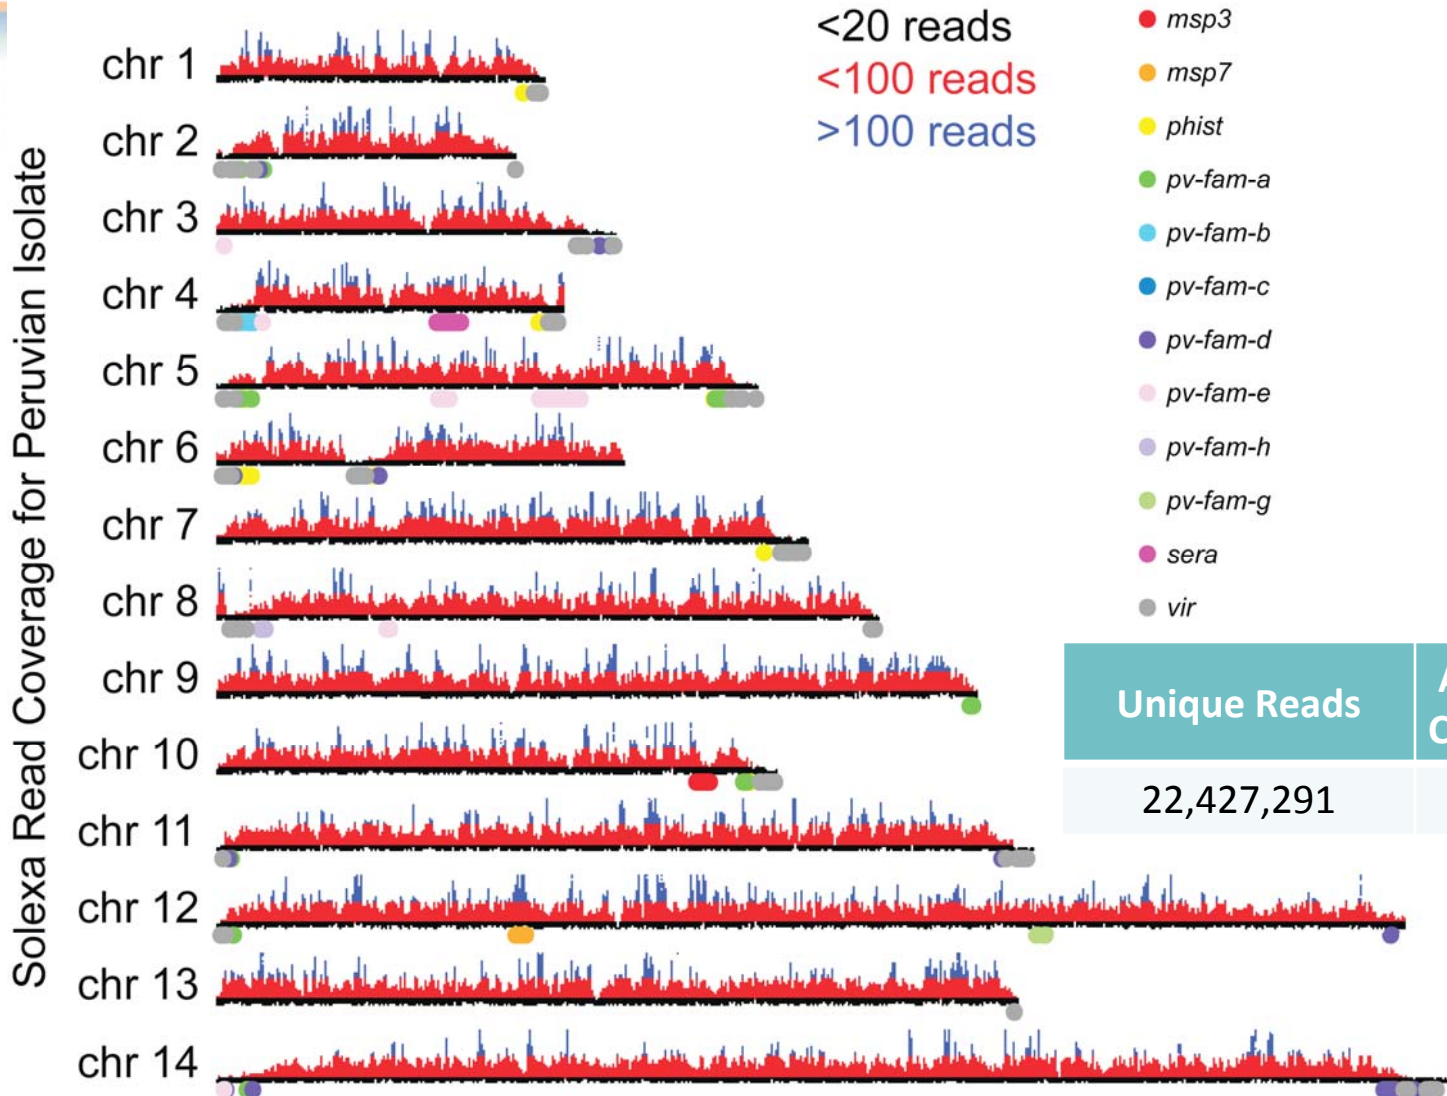 Solexa Read Coverage for Peruvian Isolate
chr 1
chr 2
chr 3
chr 4
chr 5
chr 6
chr 7
chr 8
chr 9
chr 10
chr 11
chr 12
chr 13
chr 14
<20 reads
<100 reads
>100 reads
msp3
msp7
phist
pv-fam-a
pv-fam-b
pv-fam-c
pv-fam-d
pv-fam-e
pv-fam-h
pv-fam-g
sera
vir
Unique Reads
22,427,291